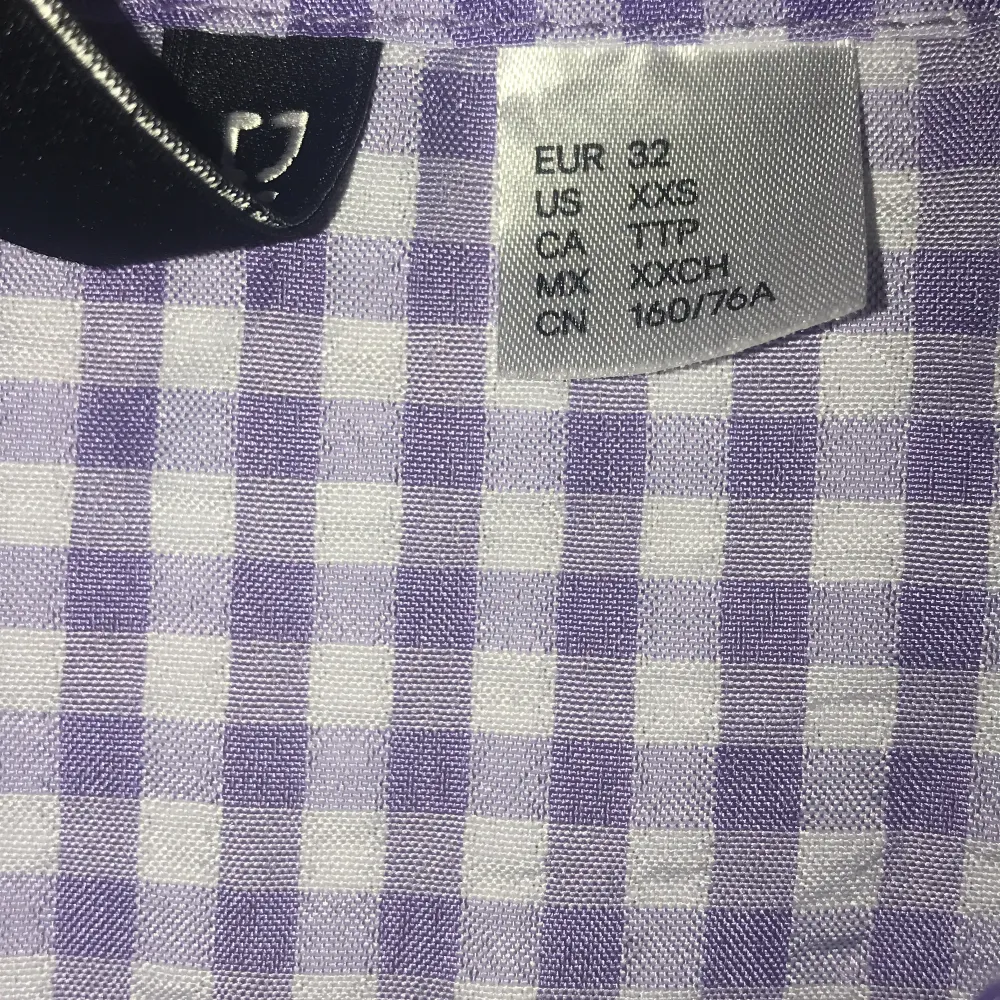 EUR 32
US XXS
CA TTP
MX XXCH
CN 160/76A